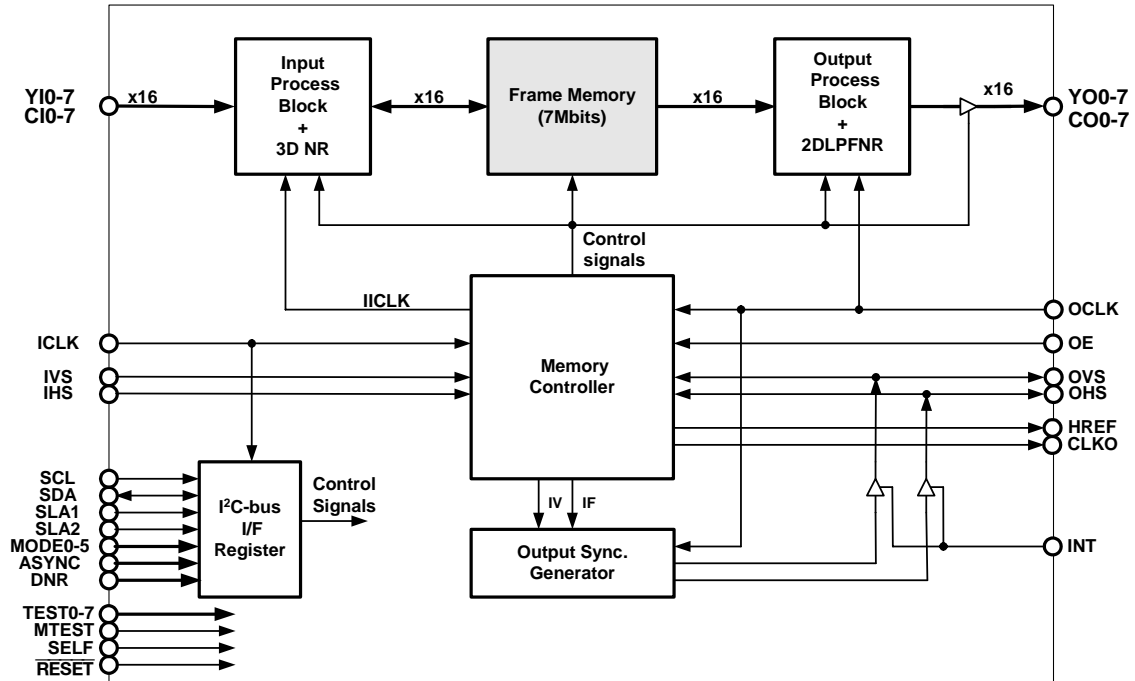 Input
Process
Block
+
3D NR
Frame Memory
(7Mbits)
Output
Process
Block
+
2DLPFNR
YI0-7
CI0-7
x16
x16
x16
x16
YO0-7
CO0-7
Control
signals
IICLK
ICLK
IVS
IHS
Memory
Controller
OCLK
OE
OVS
OHS
HREF
CLKO
SCL
SDA
SLA1
SLA2
MODE0-5
ASYNC
DNR
I²C-bus
I/F
Register
Control
Signals
IV
IF
Output Sync.
Generator
INT
TEST0-7
MTEST
SELF
RESET